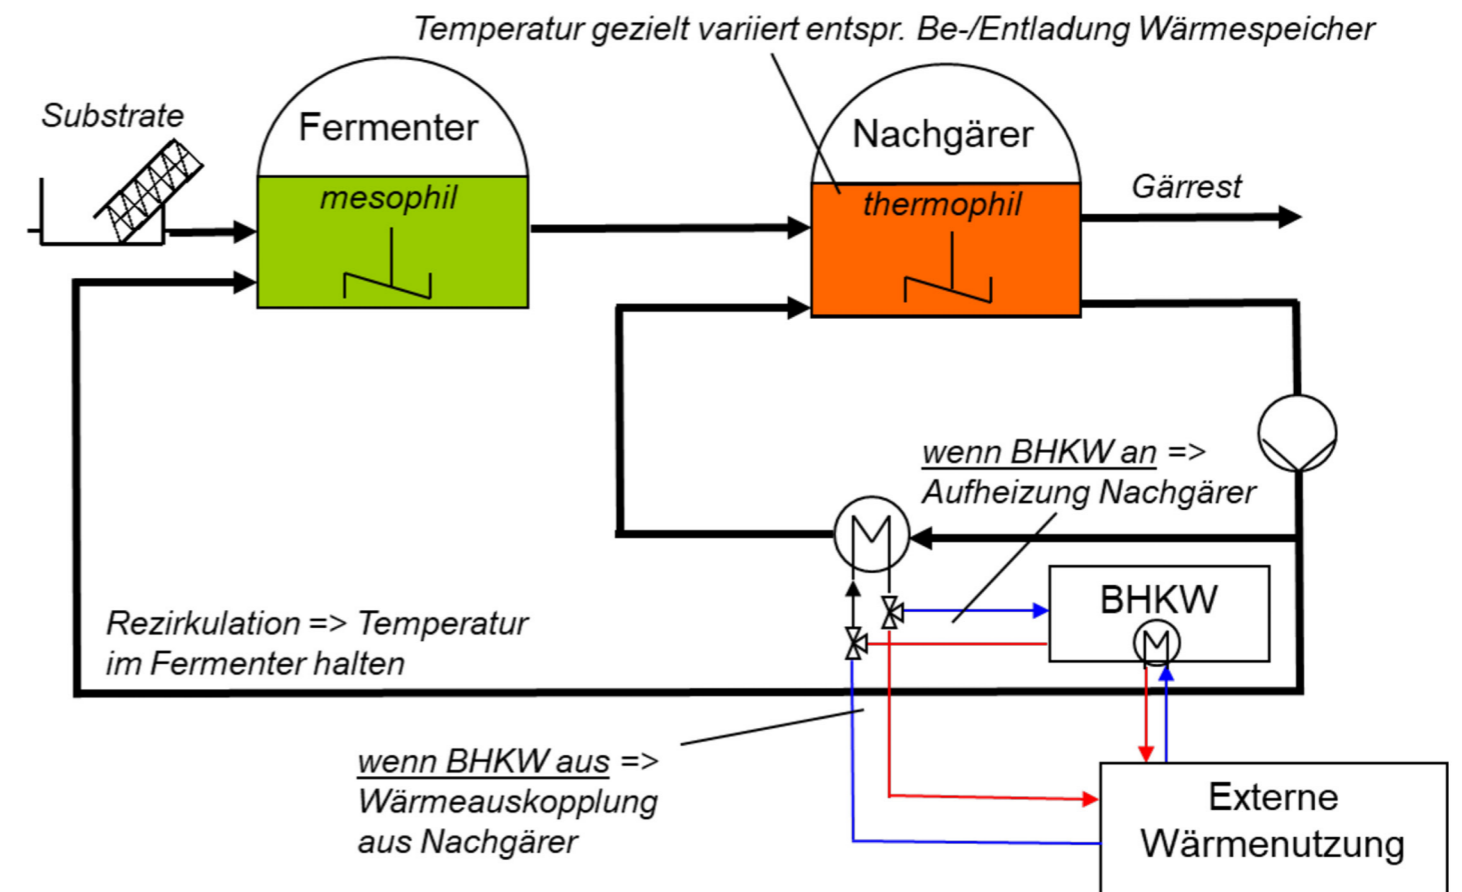 Temperatur gezielt variiert entspr. Be-/Entladung Wärmespeicher
Substrate
Fermenter
Nachgärer
mesophil
thermophil
Gärrest
wenn BHKW an =>
Aufheizung Nachgärer
BHKW
Rezirkulation => Temperatur
im Fermenter halten
wenn BHKW aus =>
Wärmeauskopplung
aus Nachgärer
Externe
Wärmenutzung